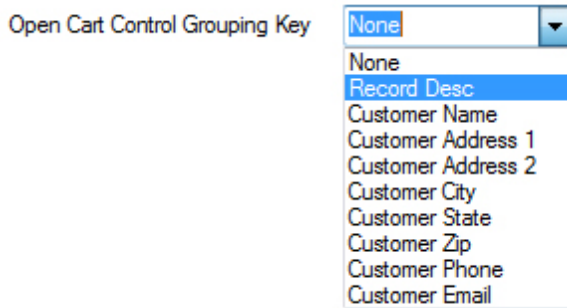 Open Cart Control Grouping Key None
None
Record Desc
Customer Name
Customer Address 1
Customer Address 2
Customer City
Customer State
Customer Zip
Customer Phone
Customer Email